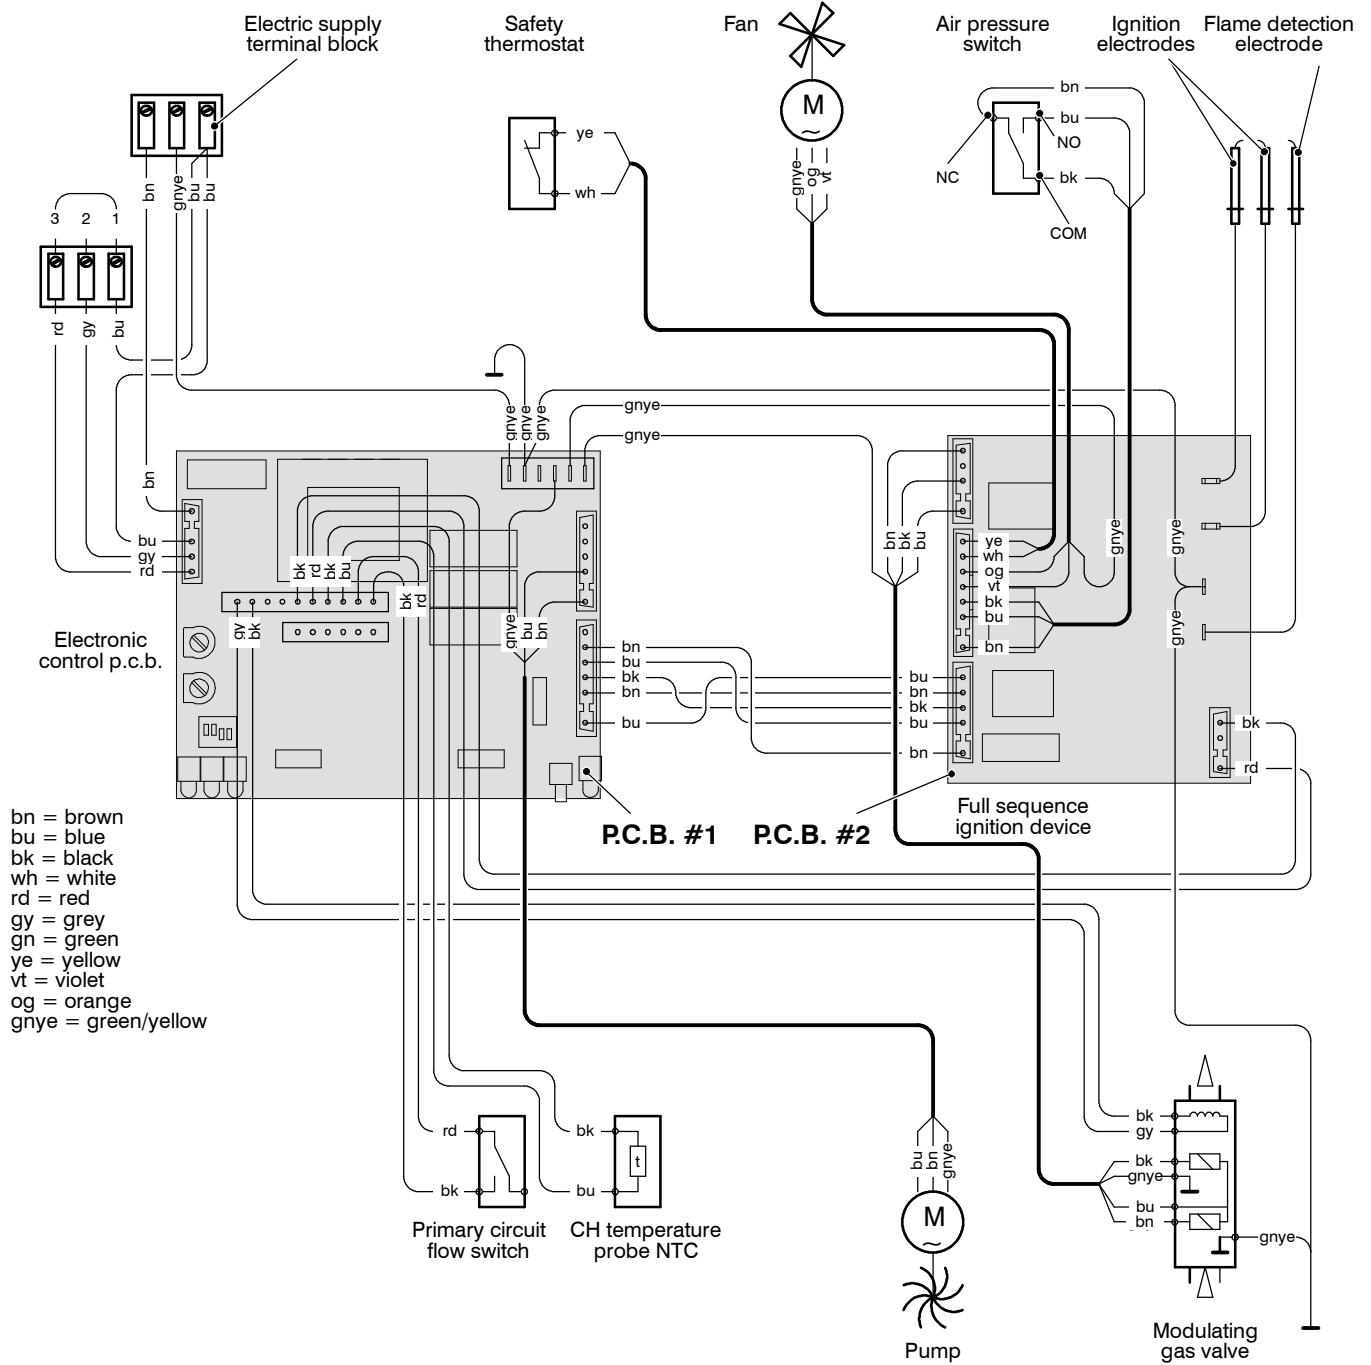 Electric supply
terminal block
Safety
thermostat
Fan
Air pressure
switch
Ignition
electrodes
Flame detection
electrode
M
~
bn
bu
NO
NC
bk
COM
ye
wh
gnye
og
vt
bn
gnye
bu
bu
3
2
1
rd
gy
bu
gnye
gnye
gnye
gnye
gnye
bn
bu
gy
rd
bk
rd
bk
bu
bk
rd
gy
bk
gnye
bu
bn
Electronic
control p.c.b.
bn
bu
bk
bn
bu
bn
bk
bu
ye
wh
og
vt
bk
bu
bn
gnye
gnye
gnye
bu
bn
bk
bu
bn
bk
rd
P.C.B. #1
P.C.B. #2
Full sequence
ignition device
bn = brown
bu = blue
bk = black
wh = white
rd = red
gy = grey
gn = green
ye = yellow
vt = violet
og = orange
gnye = green/yellow
rd
bk
Primary circuit
flow switch
bk
t
bu
CH temperature
probe NTC
bu
bn
gnye
M
~
Pump
bk
gy
bk
gnye
bu
bn
gnye
Modulating
gas valve